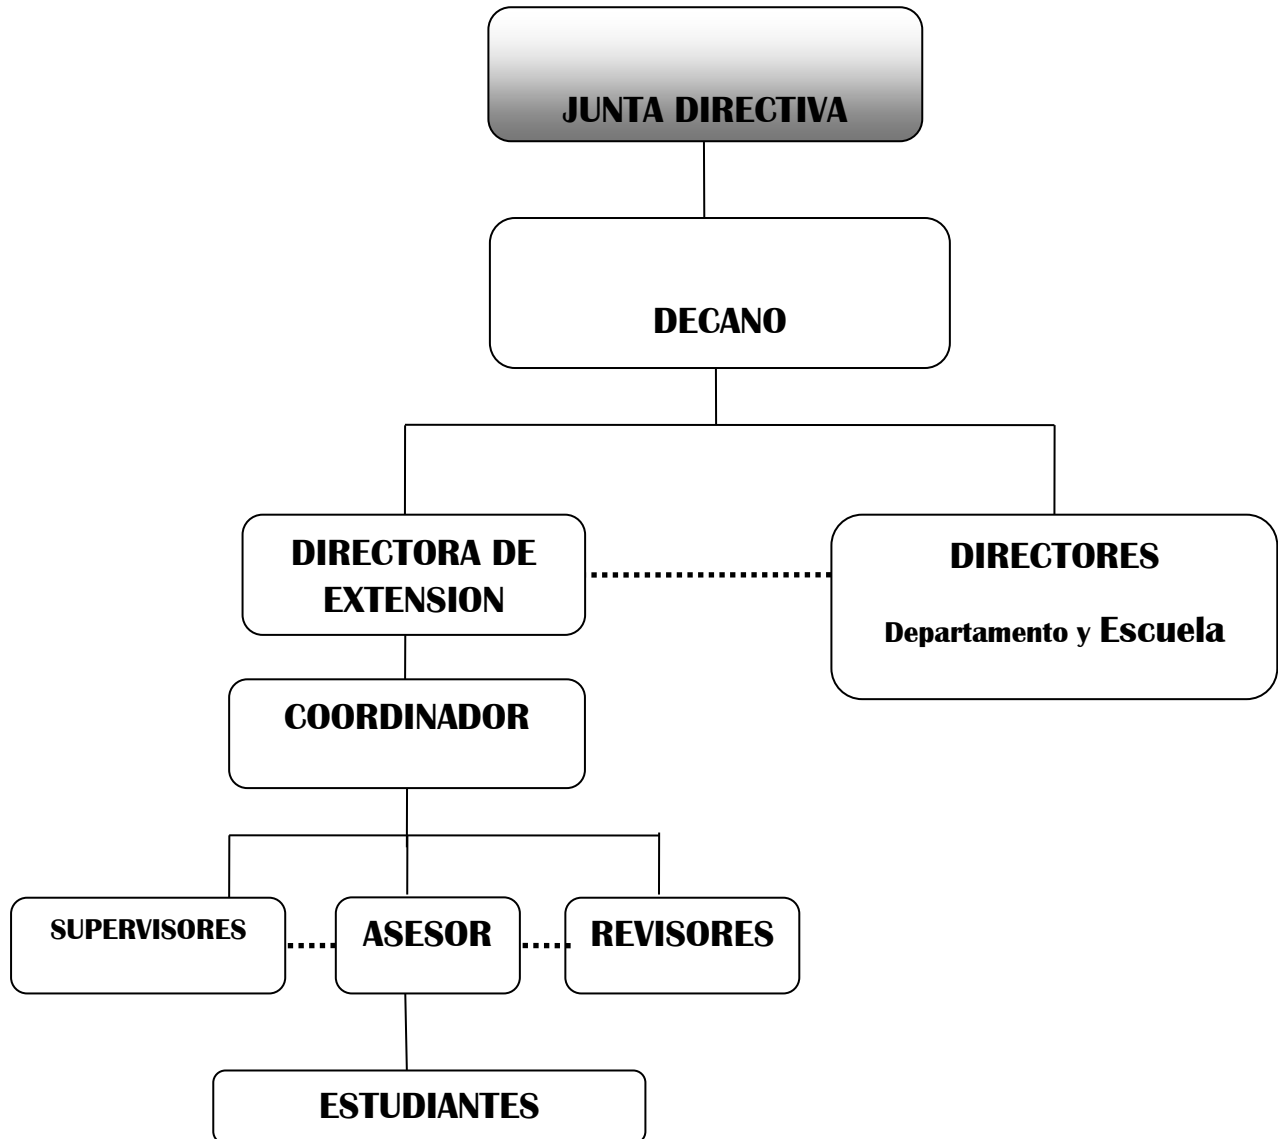 JUNTA DIRECTIVA
DECANO
DIRECTORA DE
EXTENSION
DIRECTORES
Departamento y Escuela
COORDINADOR
SUPERVISORES
ASESOR
REVISORES
ESTUDIANTES